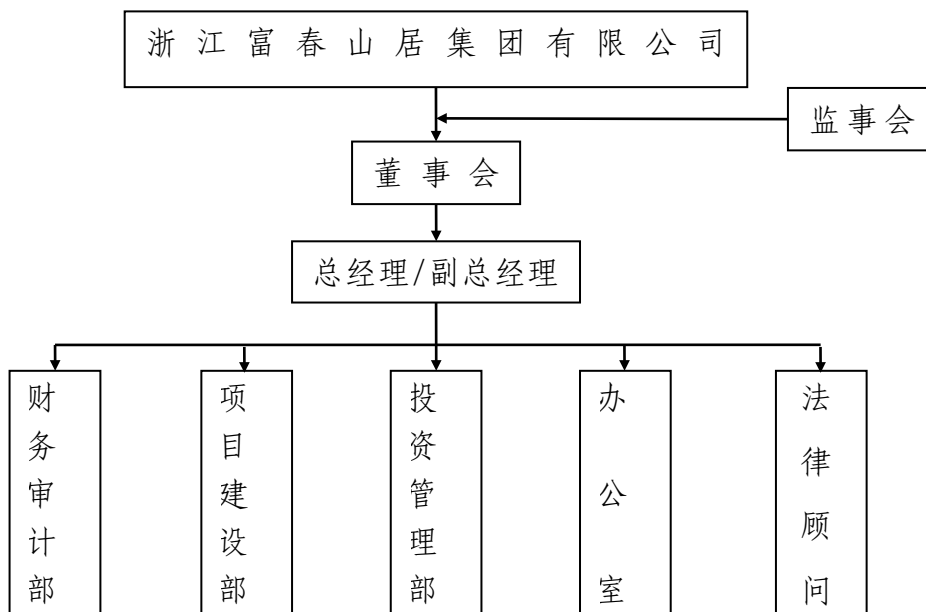 浙江富春山居集团有限公司
监事会
董事会
总经理/副总经理
财务审计部
项目建设部
投资管理部
办公室
法律顾问